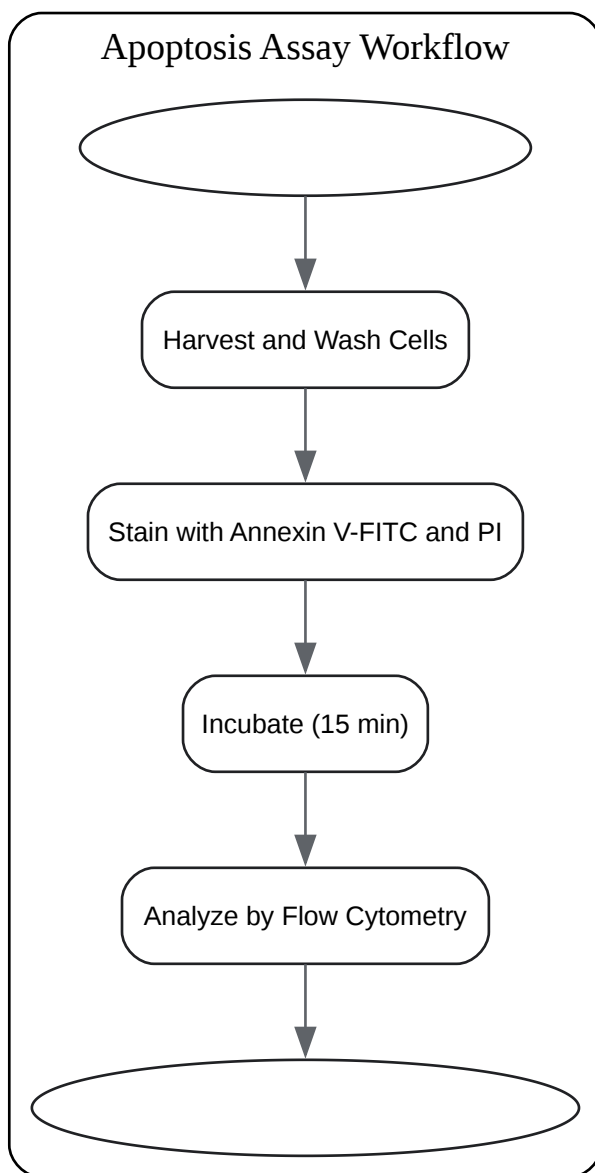 Apoptosis Assay Workflow
Harvest and Wash Cells
Stain with Annexin V-FITC and PI
Incubate (15 min)
Analyze by Flow Cytometry